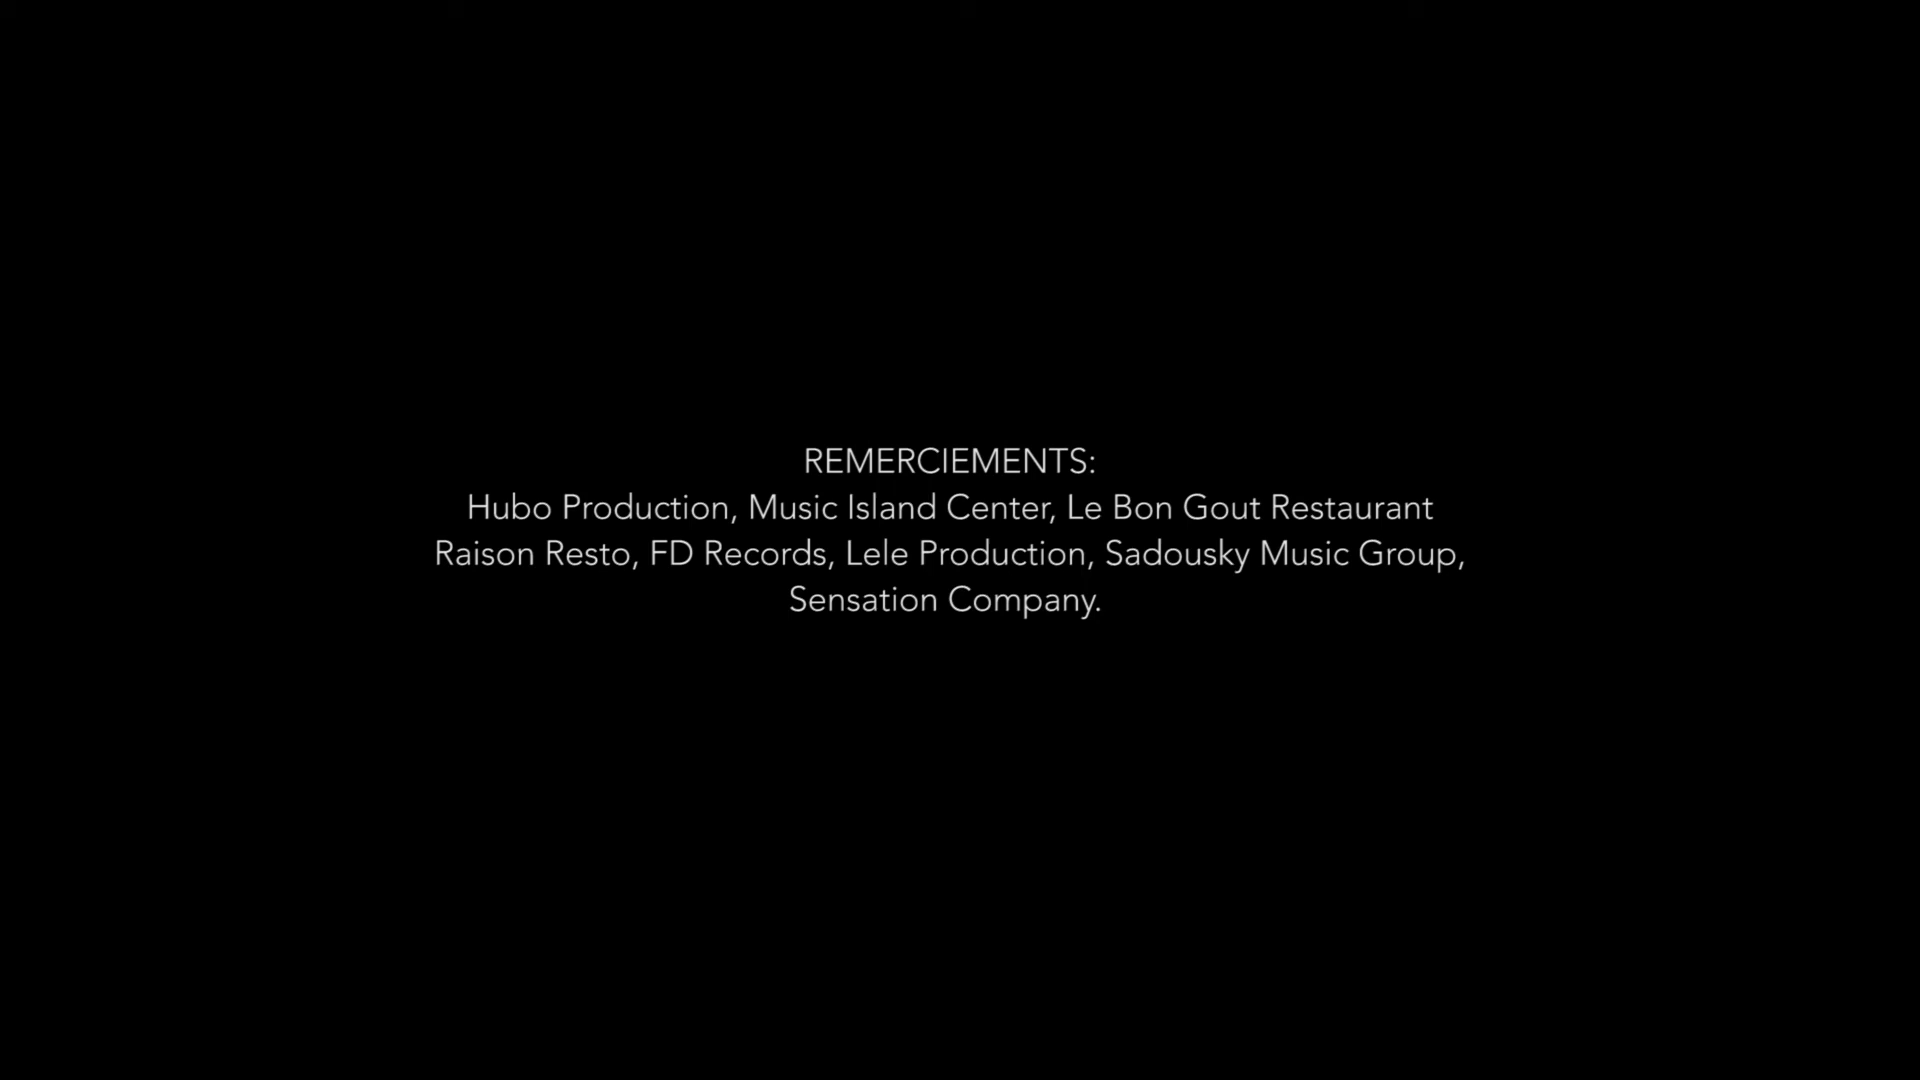 REMERCIEMENTS:
Hubo Production, Music Island Center, Le Bon Gout Restaurant
Raison Resto, FD Records, Lele Production, Sadousky Music Group,
Sensation Company.